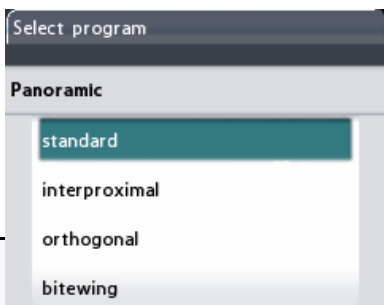 Select program
Panoramic
standard
interproximal
orthogonal
bitewing